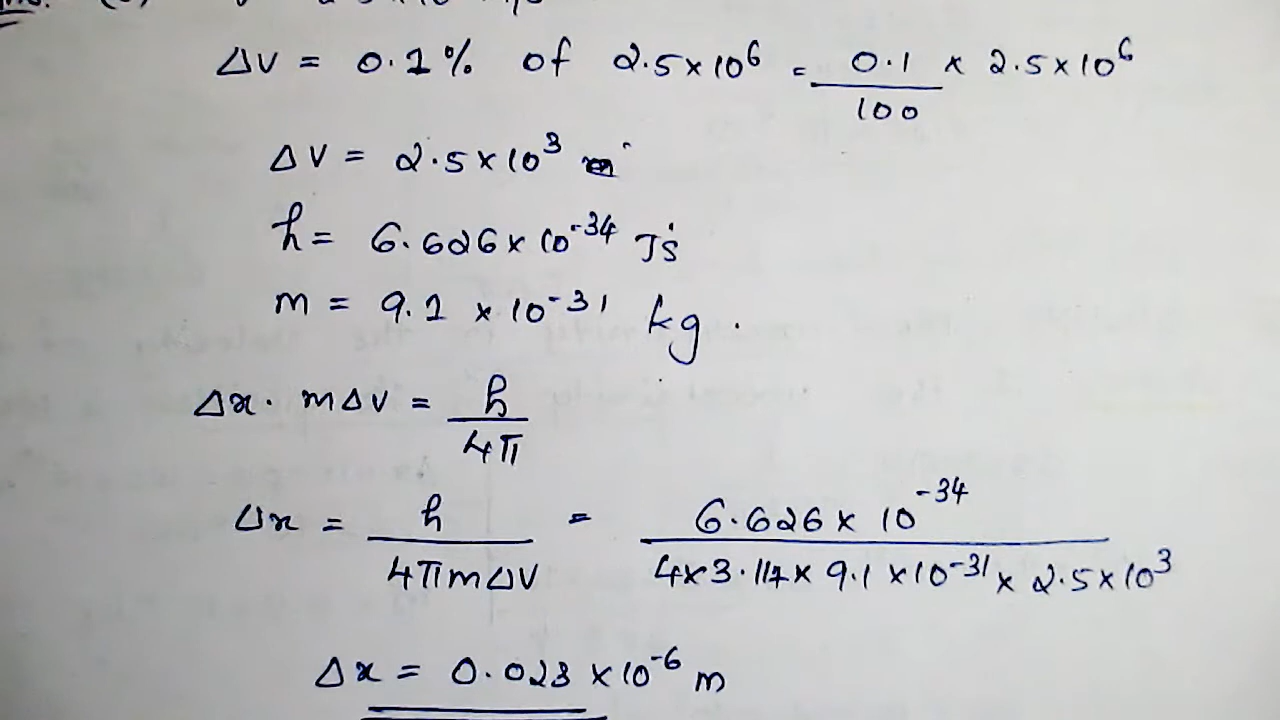 ΔV = 0.1% of 2.5×10⁶ = 0.1/100 × 2.5×10⁶
ΔV = 2.5×10³
h = 6.626×10⁻³⁴ Js
m = 9.1 ×10⁻³¹ kg.
Δx. mΔV = h/4π
Δx = h/4πmΔV = 6.626×10⁻³⁴/4×3.14×9.1×10⁻³¹×2.5×10³
Δx = 0.023 ×10⁻⁶ m